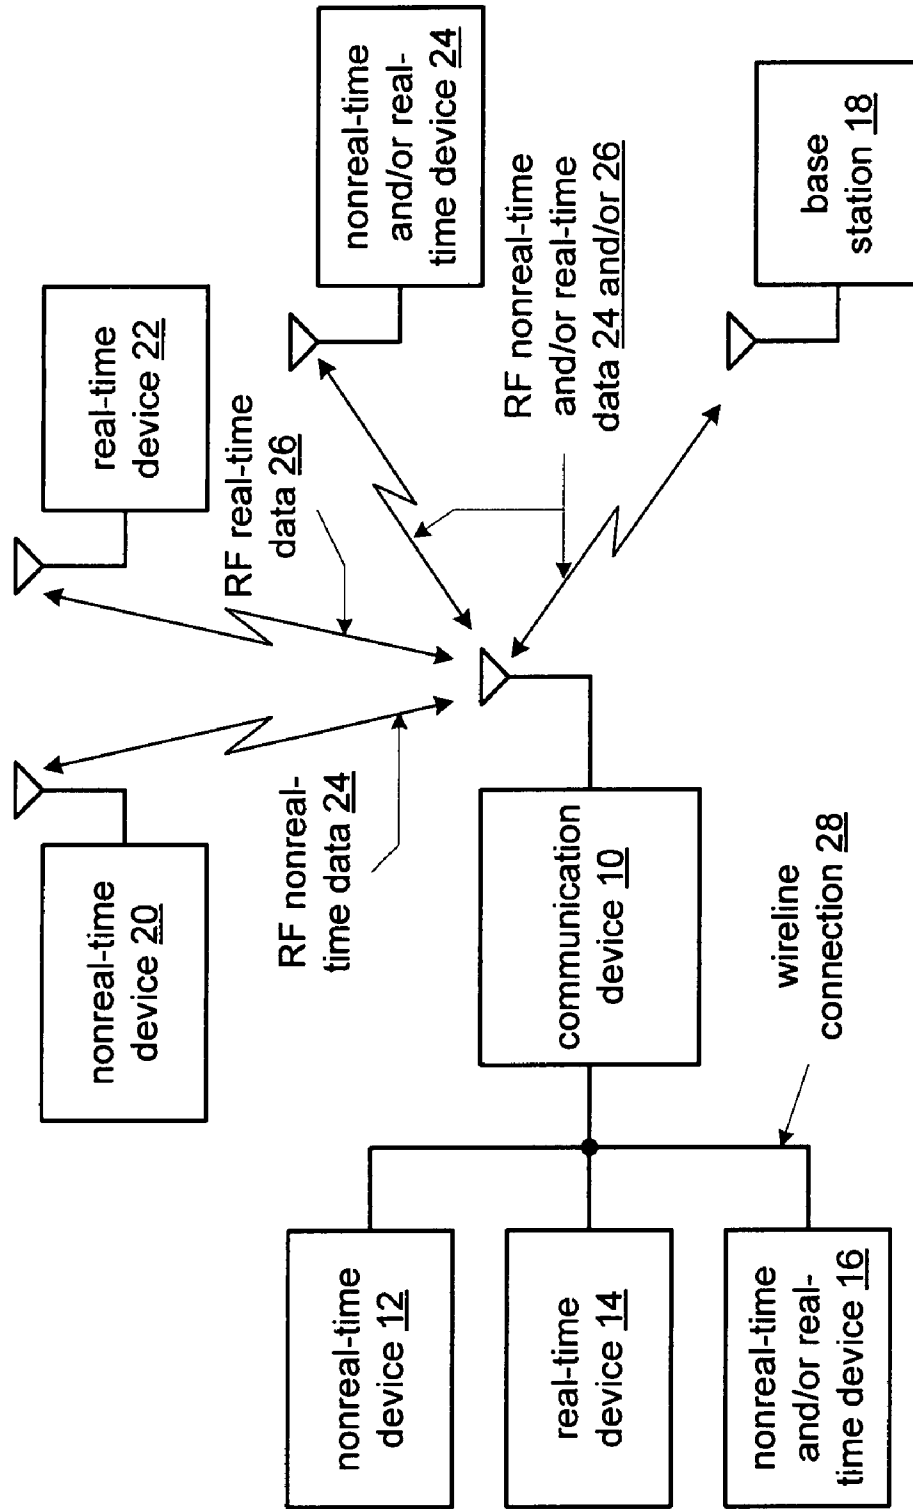 nonreal-time
device 20
real-time
device 22
RF nonreal-
time data 24
RF real-time
data 26
nonreal-time
and/or real-
time device 24
nonreal-time
device 12
real-time
device 14
nonreal-time
and/or real-
time device 16
communication
device 10
RF nonreal-time
and/or real-time
data 24 and/or 26
wireline
connection 28
base
station 18